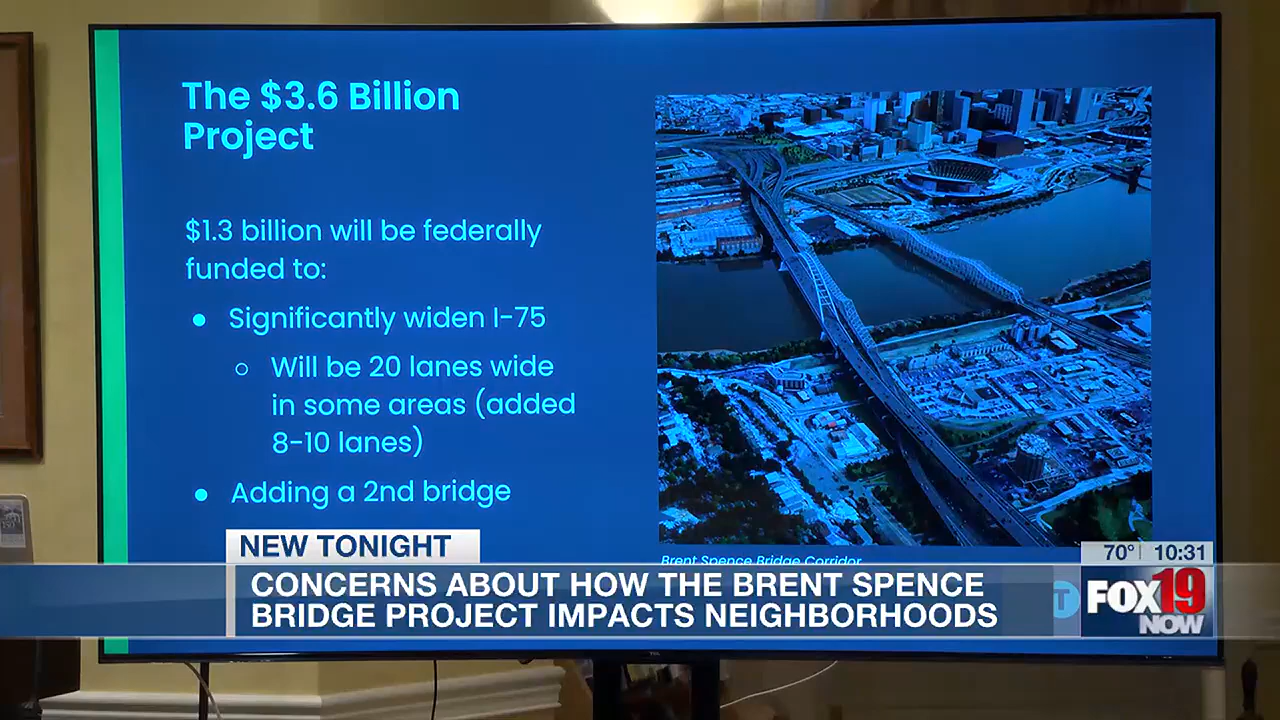 The $3.6 Billion
Project
$1.3 billion will be federally
funded to:
● Significantly widen I-75
○ Will be 20 lanes wide
in some areas (added
8-10 lanes)
● Adding a 2nd bridge
Brent Spence Bridge Corridor
NEW TONIGHT
CONCERNS ABOUT HOW THE BRENT SPENCE
BRIDGE PROJECT IMPACTS NEIGHBORHOODS
70° 10:31
T
FOX19
NOW
TCL